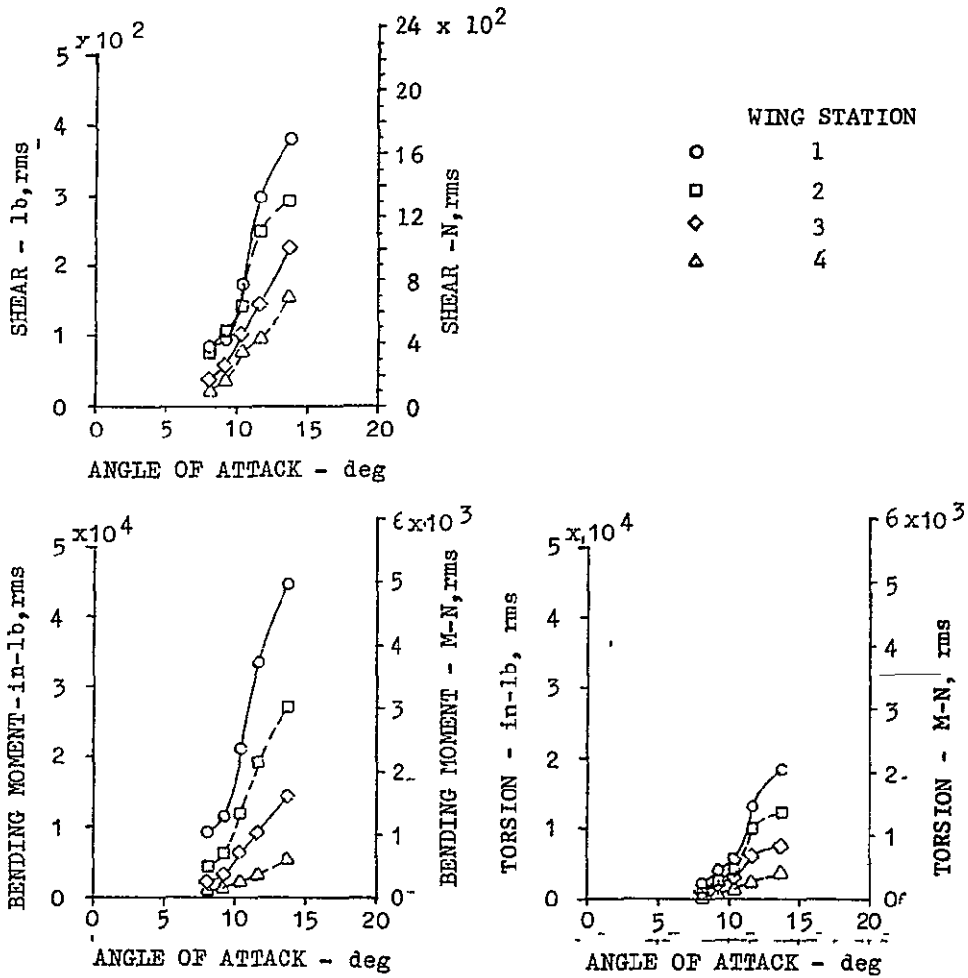 x10 2
24 x 10 2
5
4
3
2
1
0
20
16
12
8
4
0
SHEAR - lb,rms
SHEAR -N,rms
0 5 10 15 20
ANGLE OF ATTACK - deg
WING STATION
1
2
3
4
x10 4
6x10 3
5
4
3
2
1
0
5
4
3
2
1
0
BENDING MOMENT-in-lb,rms
BENDING MOMENT - M-N,rms
0 5 10 15 20
ANGLE OF ATTACK - deg
x10 4
6x10 3
5
4
3
2
1
0
5
4
3
2
1
0
TORSION - in-lb, rms
TORSION - M-N, rms
0 5 10 15 20
ANGLE OF ATTACK - deg